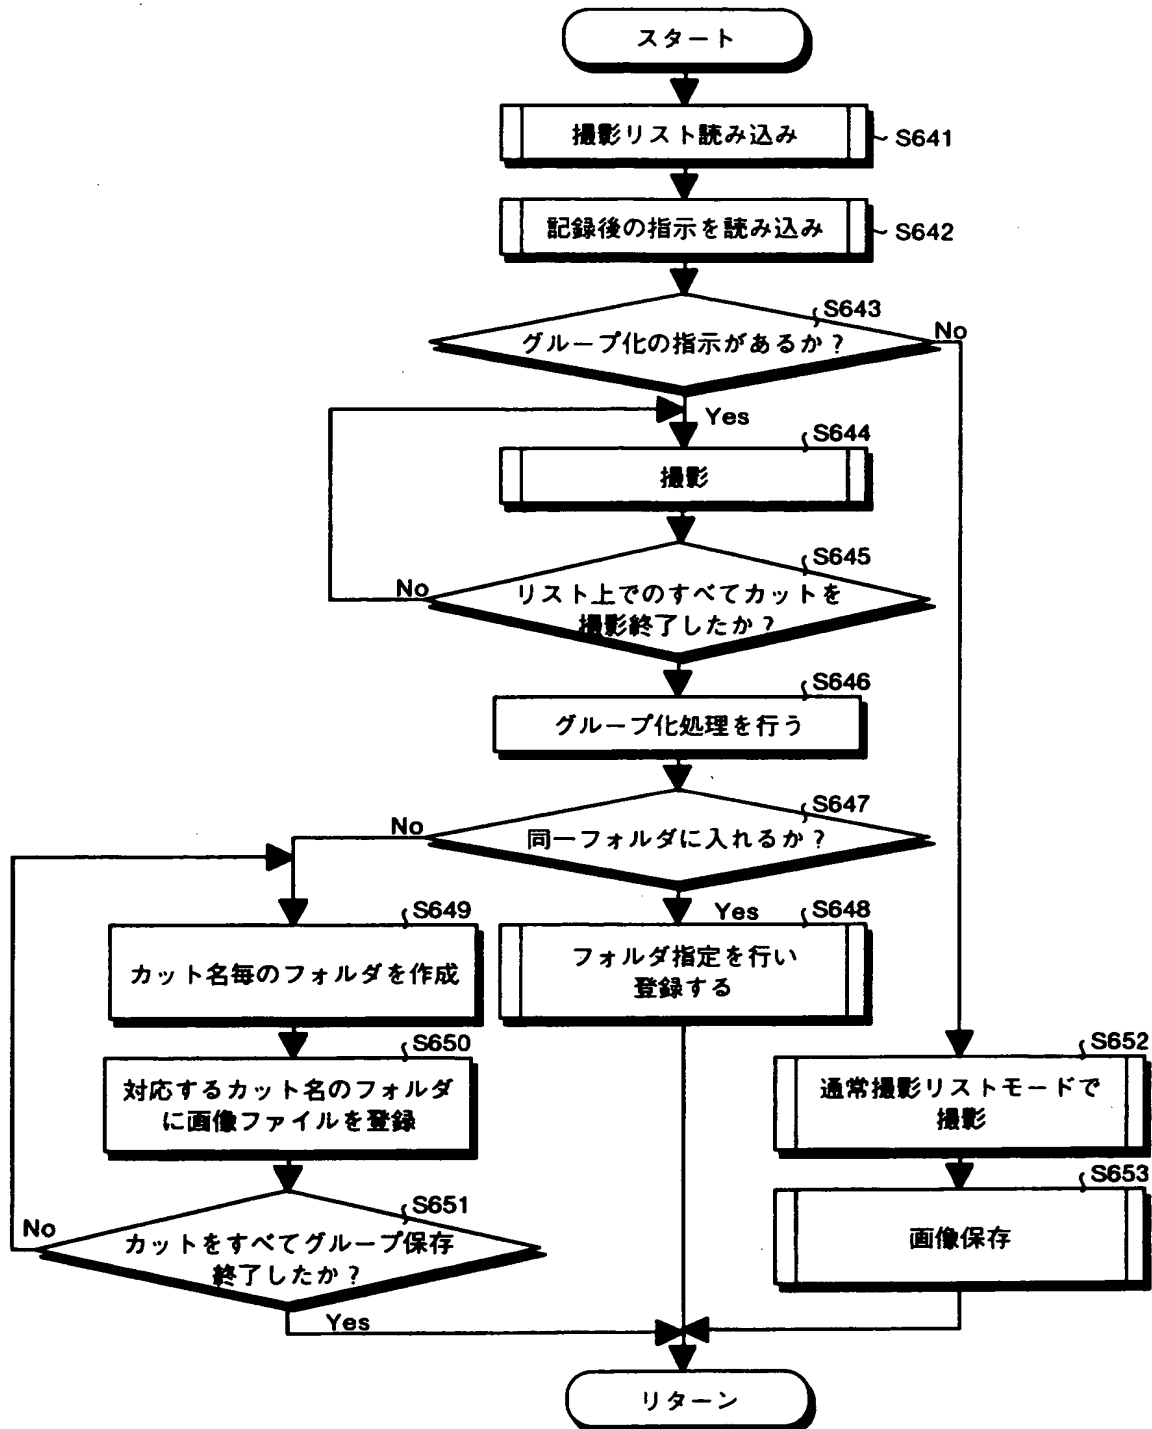 スタート
撮影リスト読み込み
S641
記録後の指示を読み込み
S642
S643
グループ化の指示があるか?
No
Yes
S644
撮影
S645
No
リスト上でのすべてカットを
撮影終了したか?
S646
グループ化処理を行う
S647
No
同一フォルダに入れるか?
Yes
S648
フォルダ指定を行い
登録する
S649
カット名毎のフォルダを作成
S650
対応するカット名のフォルダ
に画像ファイルを登録
S651
No
カットをすべてグループ保存
終了したか?
Yes
S652
通常撮影リストモードで
撮影
S653
画像保存
リターン